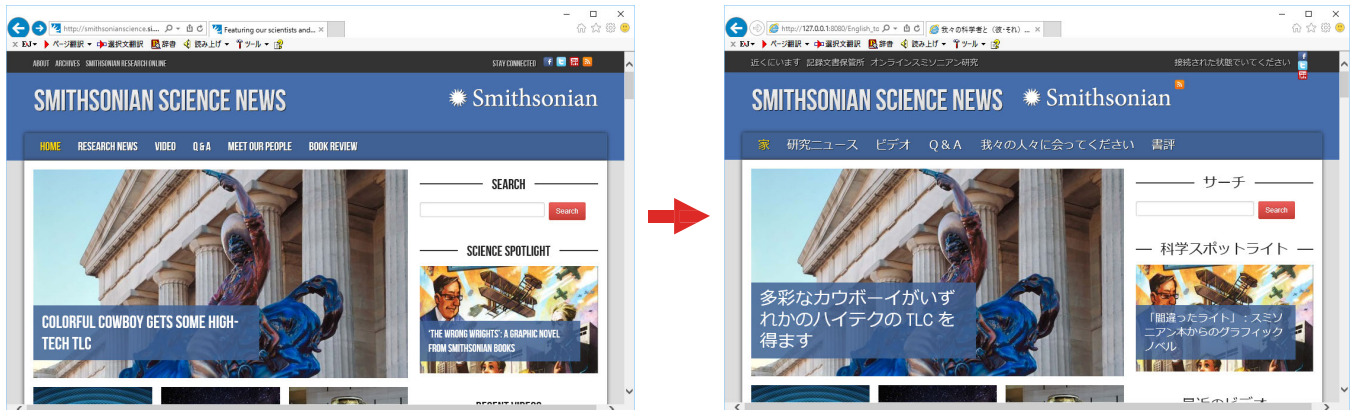 http://smithsonianscience.si....
Featuring our scientists and...
× EJ ページ翻訳 選択文翻訳 辞書 読み上げ ツール
ABOUT ARCHIVES SMITHSONIAN RESEARCH ONLINE STAY CONNECTED
SMITHSONIAN SCIENCE NEWS Smithsonian
HOME RESEARCH NEWS VIDEO Q & A MEET OUR PEOPLE BOOK REVIEW
SEARCH
Search
SCIENCE SPOTLIGHT
COLORFUL COWBOY GETS SOME HIGH-
TECH TLC
'THE WRONG WRIGHTS': A GRAPHIC NOVEL
FROM SMITHSONIAN BOOKS
RECENT VIDEOS
http://127.0.0.1:8080/English_to
我々の科学者と（彼・それ）...
× EJ ページ翻訳 選択文翻訳 辞書 読み上げ ツール
近くにいます 記録文書保管所 オンラインスミソニアン研究 接続された状態でいてください
SMITHSONIAN SCIENCE NEWS Smithsonian
家 研究ニュース ビデオ Q & A 我々の人々に会ってください 書評
サーチ
Search
科学スポットライト
多彩なカウボーイがいず
れかのハイテクの TLC を
得ます
「間違ったライト」：スミソ
ニアン本からのグラフィック
ノベル
最近のビデオ